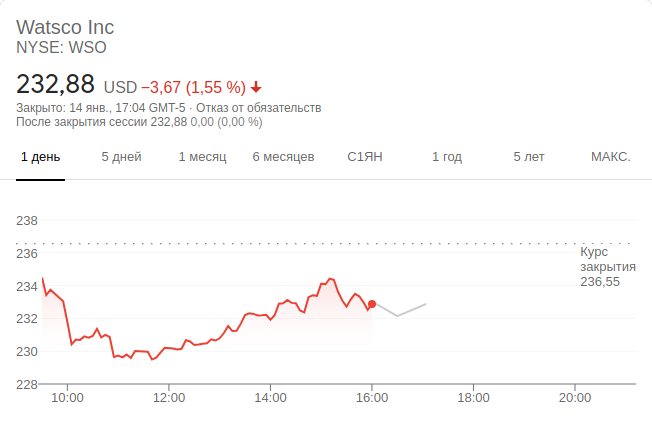 Watsco Inc
NYSE: WSO
232,88 USD −3,67 (1,55 %)
Закрыто: 14 янв., 17:04 GMT-5 · Отказ от обязательств
После закрытия сессии 232,88 0,00 (0,00 %)
1 день 5 дней 1 месяц 6 месяцев С1ЯН 1 год 5 лет МАКС.
238
236
234
232
230
228
Курс
закрытия
236,55
10:00 12:00 14:00 16:00 18:00 20:00